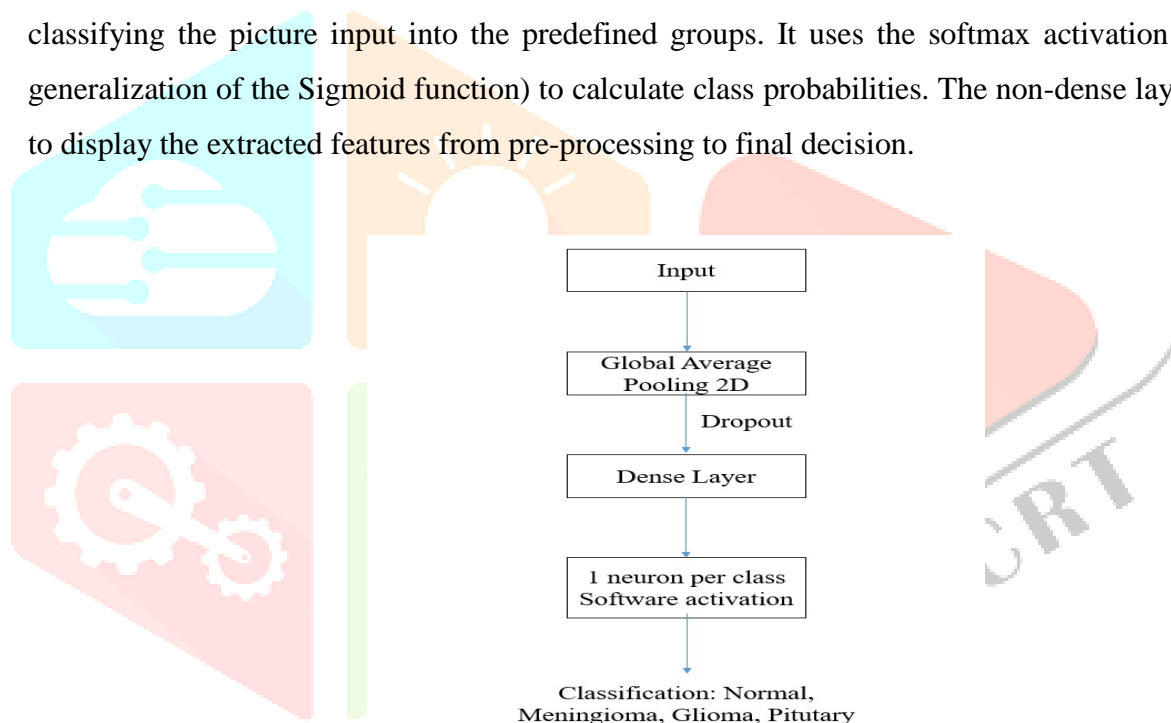 classifying the picture input into the predefined groups. It uses the softmax activation
generalization of the Sigmoid function) to calculate class probabilities. The non-dense lay
to display the extracted features from pre-processing to final decision.
Input
Global Average
Pooling 2D
Dropout
Dense Layer
1 neuron per class
Software activation
Classification: Normal,
Meningioma, Glioma, Pitutary
CRT